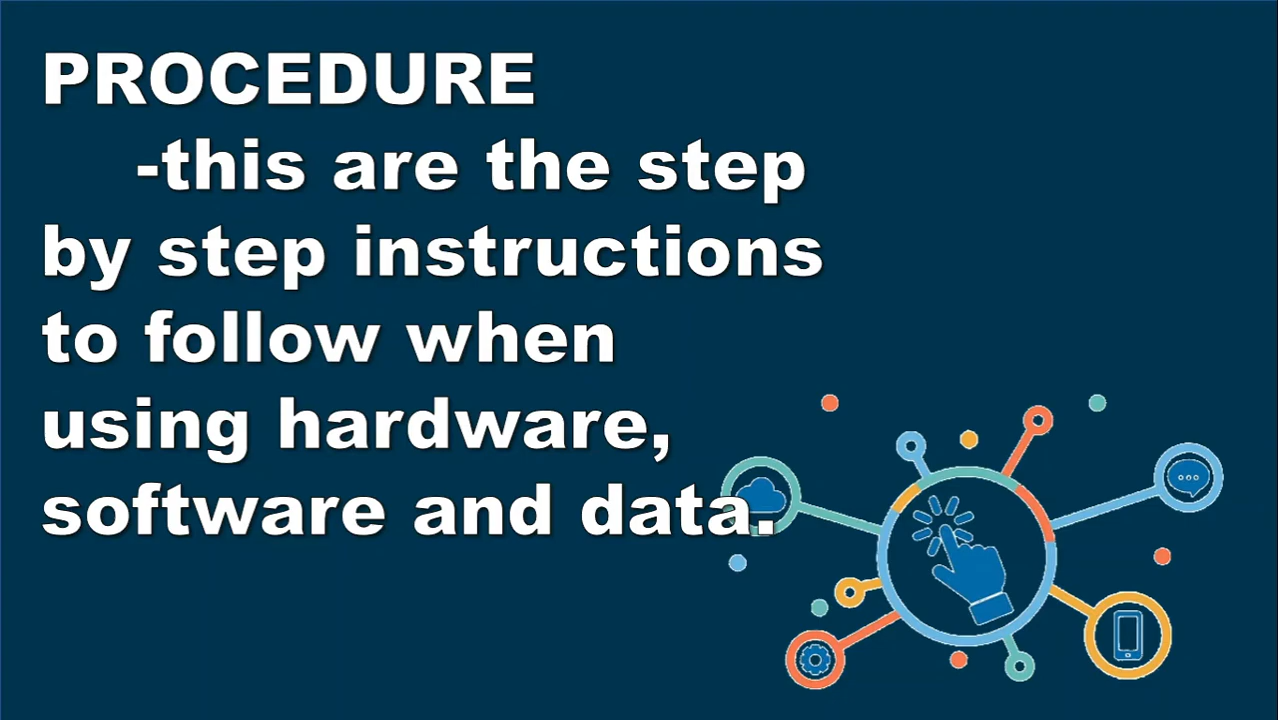 PROCEDURE
-this are the step
by step instructions
to follow when
using hardware,
software and data.